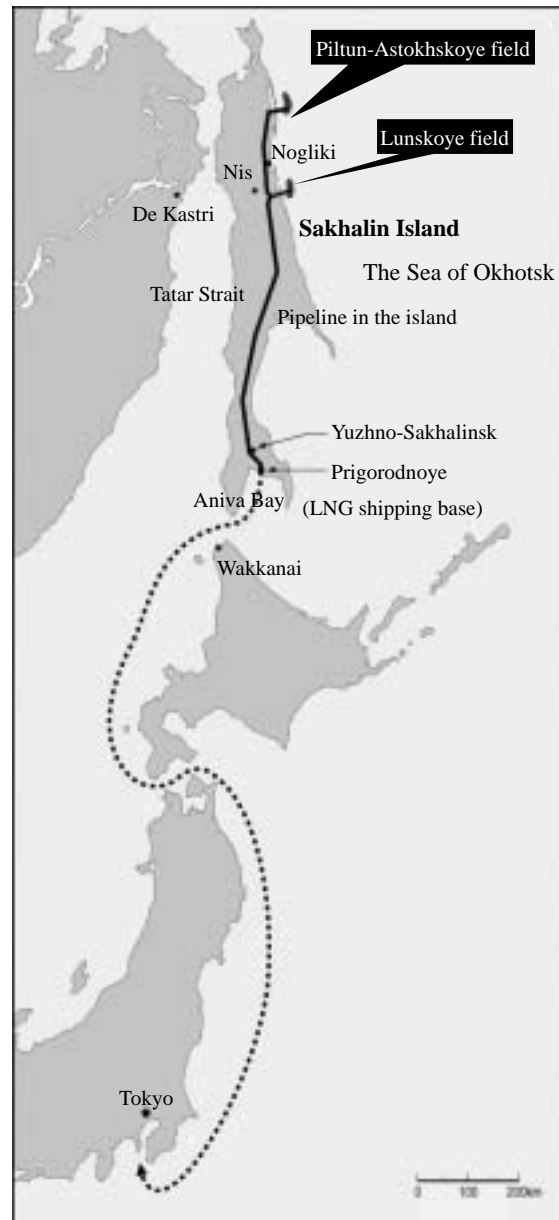 Piltun-Astokhskoye field
Lunskoye field
Nogliki
Nis
De Kastri
Sakhalin Island
The Sea of Okhotsk
Tatar Strait
Pipeline in the island
Yuzhno-Sakhalinsk
Prigorodnoye
Aniva Bay
(LNG shipping base)
Wakkanai
Tokyo
0 100 200km